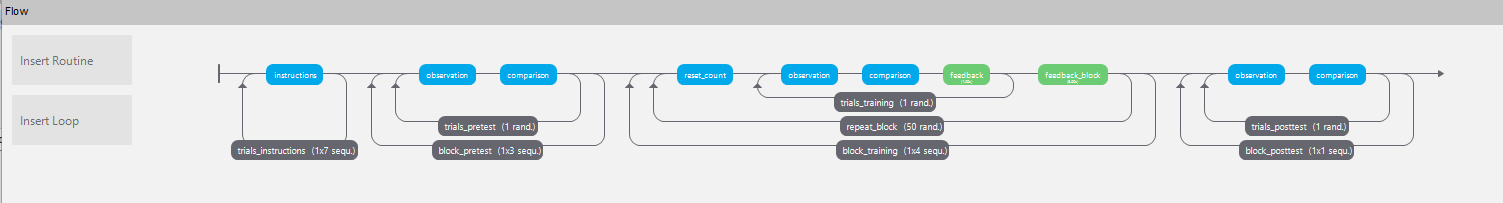 Flow
Insert Routine
Insert Loop
instructions
trials_instructions (1x7 sequ.)
observation
comparison
trials_pretest (1 rand.)
block_pretest (1x3 sequ.)
reset_count
observation
comparison
feedback
feedback_block
trials_training (1 rand.)
repeat_block (50 rand.)
block_training (1x4 sequ.)
observation
comparison
trials_posttest (1 rand.)
block_posttest (1x1 sequ.)